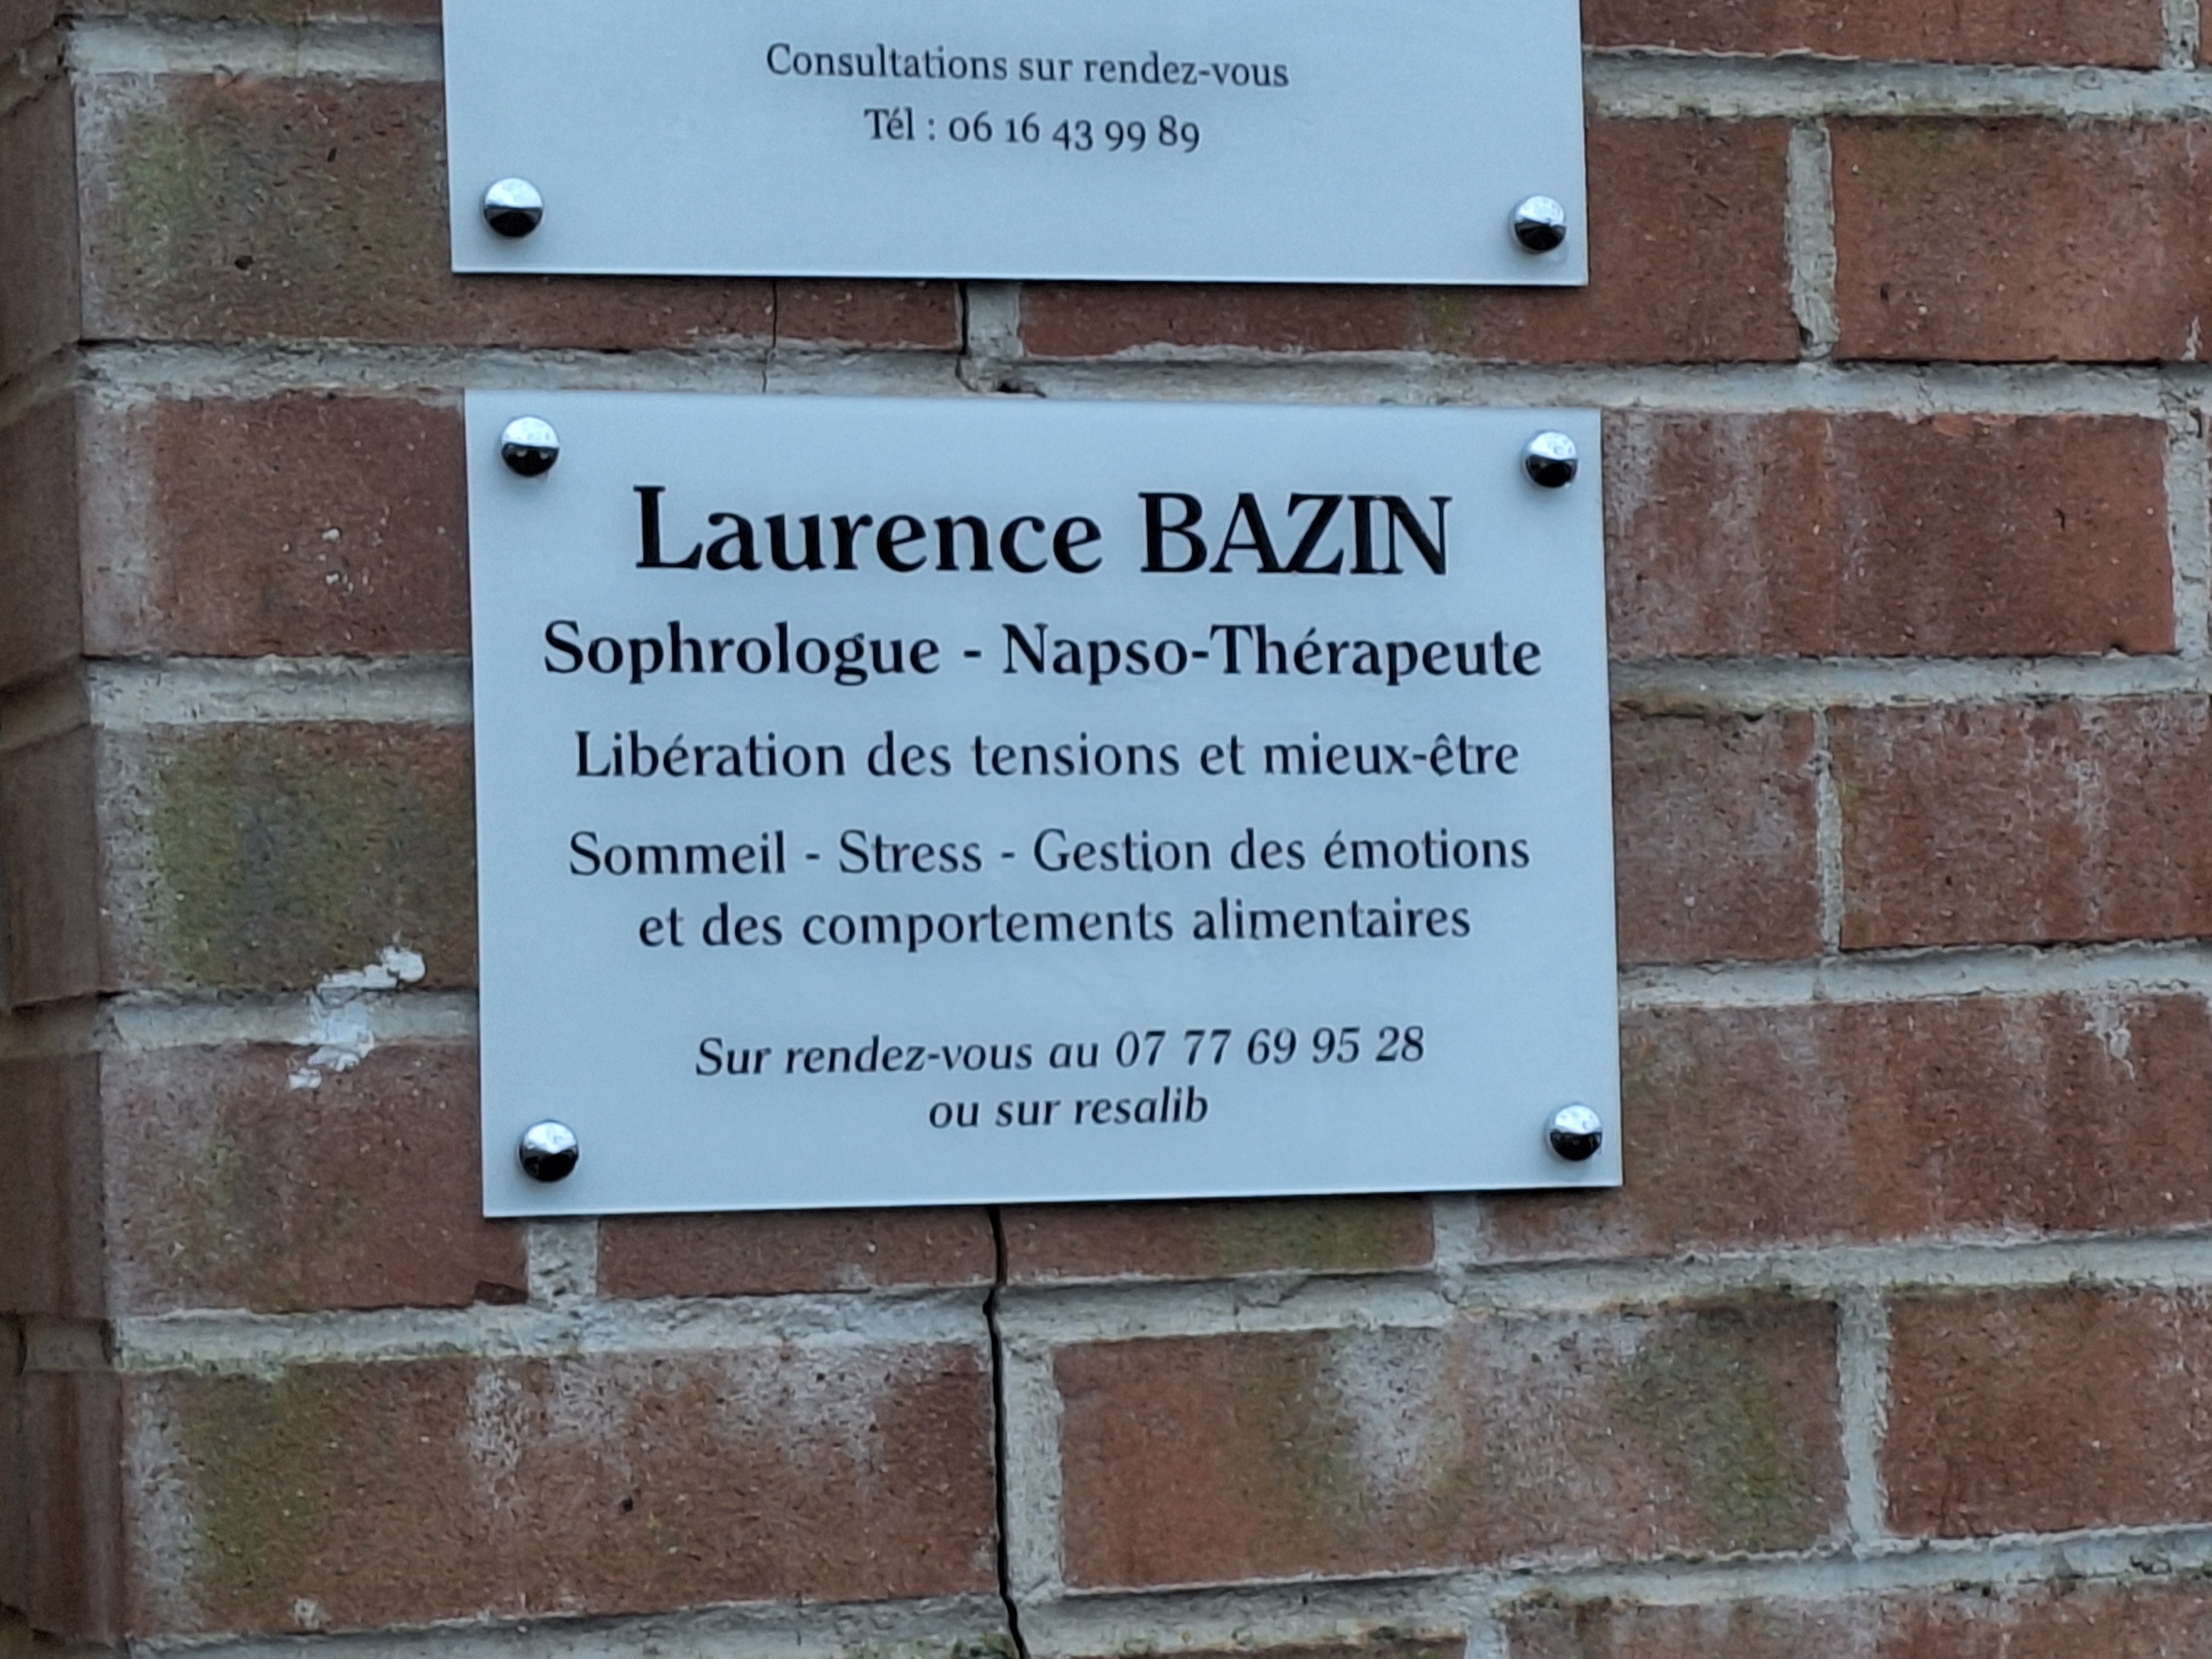 Consultations sur rendez-vous
Tél : 06 16 43 99 89
Laurence BAZIN
Sophrologue - Napso-Thérapeute
Libération des tensions et mieux-être
Sommeil - Stress - Gestion des émotions
et des comportements alimentaires
Sur rendez-vous au 07 77 69 95 28
ou sur resalib